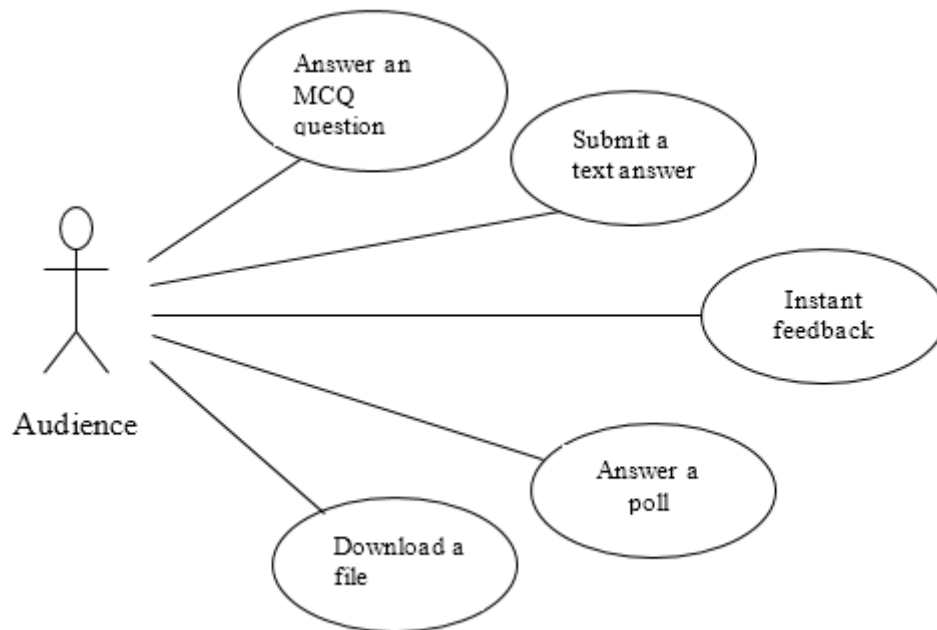 Answer an
MCQ
question
Submit a
text answer
Instant
feedback
Audience
Answer a
poll
Download a
file